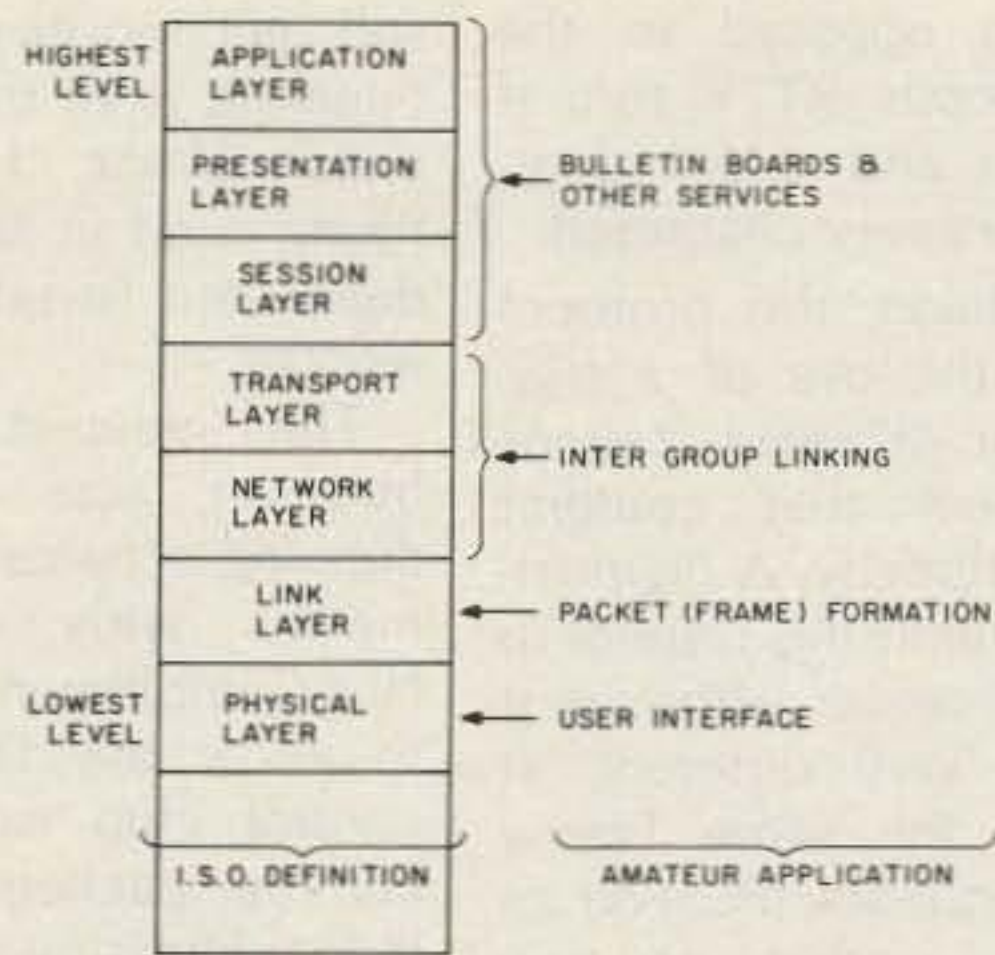 HIGHEST
LEVEL
APPLICATION
LAYER
PRESENTATION
LAYER
BULLETIN BOARDS &
OTHER SERVICES
SESSION
LAYER
TRANSPORT
LAYER
INTER GROUP LINKING
NETWORK
LAYER
LINK
LAYER
PACKET (FRAME) FORMATION
LOWEST
LEVEL
PHYSICAL
LAYER
USER INTERFACE
I.S.O. DEFINITION
AMATEUR APPLICATION